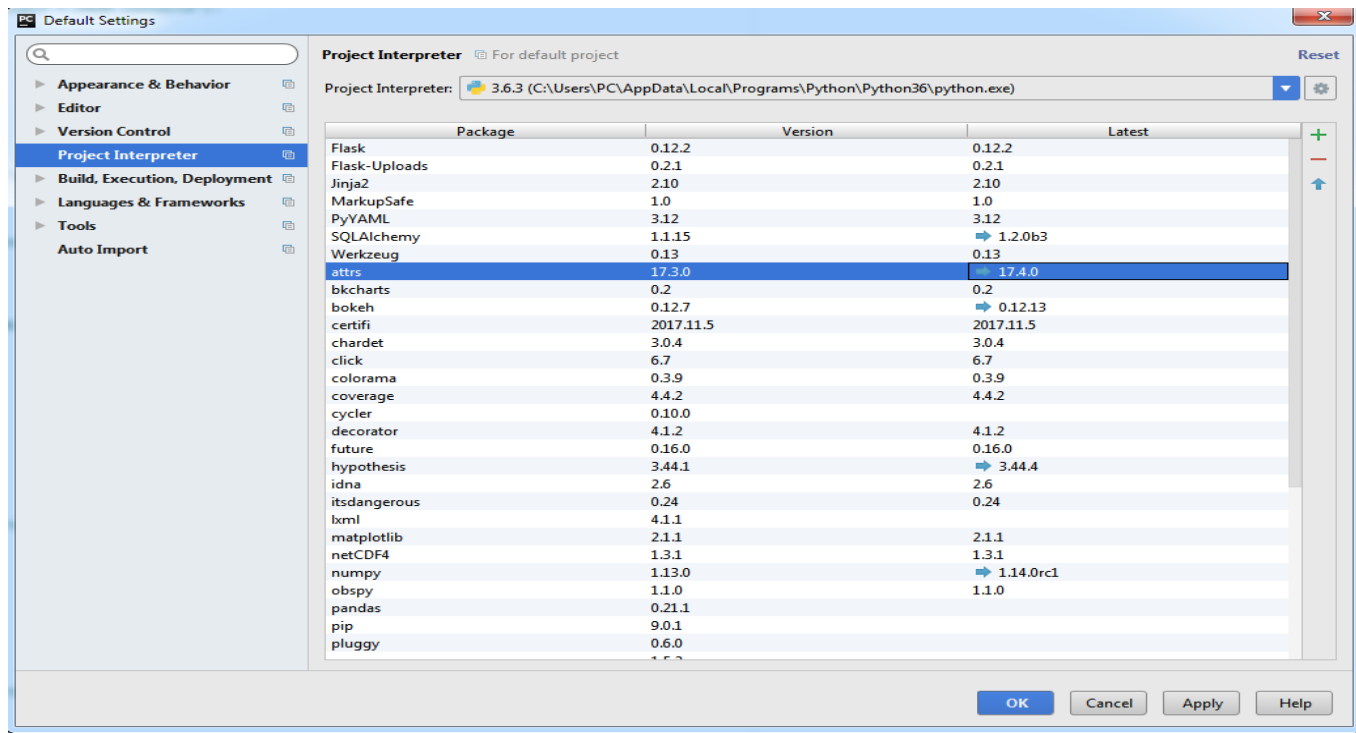 PC Default Settings
Project Interpreter For default project Reset
Appearance & Behavior
Editor
Version Control
Project Interpreter
Build, Execution, Deployment
Languages & Frameworks
Tools
Auto Import
Project Interpreter: 3.6.3 (C:\Users\PC\AppData\Local\Programs\Python\Python36\python.exe)
Package Version Latest
Flask 0.12.2 0.12.2
Flask-Uploads 0.2.1 0.2.1
Jinja2 2.10 2.10
MarkupSafe 1.0 1.0
PyYAML 3.12 3.12
SQLAlchemy 1.1.15 1.2.0b3
Werkzeug 0.13 0.13
attrs 17.3.0 17.4.0
bkcharts 0.2 0.2
bokeh 0.12.7 0.12.13
certifi 2017.11.5 2017.11.5
chardet 3.0.4 3.0.4
click 6.7 6.7
colorama 0.3.9 0.3.9
coverage 4.4.2 4.4.2
cycler 0.10.0
decorator 4.1.2 4.1.2
future 0.16.0 0.16.0
hypothesis 3.44.1 3.44.4
idna 2.6 2.6
itsdangerous 0.24 0.24
lxml 4.1.1
matplotlib 2.1.1 2.1.1
netCDF4 1.3.1 1.3.1
numpy 1.13.0 1.14.0rc1
obspy 1.1.0 1.1.0
pandas 0.21.1
pip 9.0.1
pluggy 0.6.0
OK Cancel Apply Help